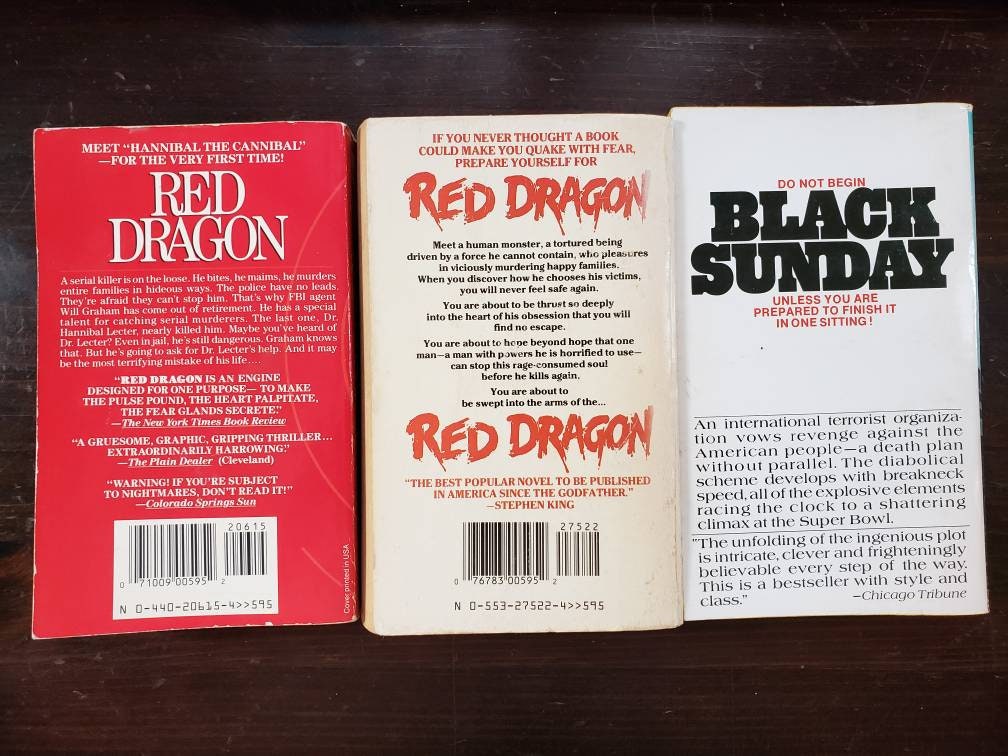 MEET "HANNIBAL THE CANNIBAL"
—FOR THE VERY FIRST TIME!
RED
DRAGON
A serial killer is on the loose. He bites, he maims, he murders
entire families in hideous ways. The police have no leads.
They're afraid they can't stop him. That's why FBI agent
Will Graham has come out of retirement. He has a special
talent for catching serial murderers. The last one, Dr.
Hannibal Lecter, nearly killed him. Maybe you've heard of
Dr. Lecter? Even in jail, he's still dangerous. Graham knows
that. But he's going to ask for Dr. Lecter's help. And it may
be the most terrifying mistake of his life....
"RED DRAGON IS AN ENGINE
DESIGNED FOR ONE PURPOSE—TO MAKE
THE PULSE POUND, THE HEART PALPITATE,
THE FEAR GLANDS SECRETE."
—The New York Times Book Review
"A GRUESOME, GRAPHIC, GRIPPING THRILLER...
EXTRAORDINARILY HARROWING."
—The Plain Dealer (Cleveland)
"WARNING! IF YOU'RE SUBJECT
TO NIGHTMARES, DON'T READ IT!"
—Colorado Springs Sun
20615
0 71009 00595 2
N 0-440-20615-4>>595
Cover printed in USA
IF YOU NEVER THOUGHT A BOOK
COULD MAKE YOU QUAKE WITH FEAR,
PREPARE YOURSELF FOR
RED DRAGON
Meet a human monster, a tortured being
driven by a force he cannot contain, who pleasures
in viciously murdering happy families.
When you discover how he chooses his victims,
you will never feel safe again.
You are about to be thrust so deeply
into the heart of his obsession that you will
find no escape.
You are about to hope beyond hope that one
man—a man with powers he is horrified to use—
can stop this rage-consumed soul
before he kills again.
You are about to
be swept into the arms of the...
RED DRAGON
"THE BEST POPULAR NOVEL TO BE PUBLISHED
IN AMERICA SINCE THE GODFATHER."
—STEPHEN KING
27522
0 76783 00595 2
N 0-553-27522-4>>595
DO NOT BEGIN
BLACK
SUNDAY
UNLESS YOU ARE
PREPARED TO FINISH IT
IN ONE SITTING!
An international terrorist organiza-
tion vows revenge against the
American people—a death plan
without parallel. The diabolical
scheme develops with breakneck
speed, all of the explosive elements
racing the clock to a shattering
climax at the Super Bowl.
"The unfolding of the ingenious plot
is intricate, clever and frighteningly
believable every step of the way.
This is a bestseller with style and
class."
—Chicago Tribune